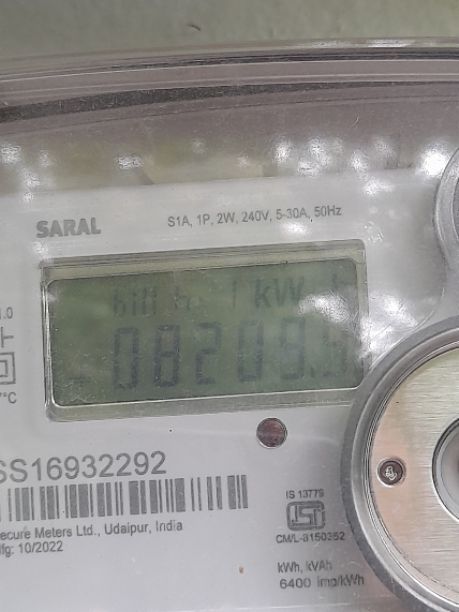 SARAL
S1A, 1P, 2W, 240V, 5-30A, 50Hz
kW
08209
SS16932292
ecure Meters Ltd., Udaipur, India
fg: 10/2022
IS 13779
CM/L-8150352
kWh, kVAh
6400 imp/kWh